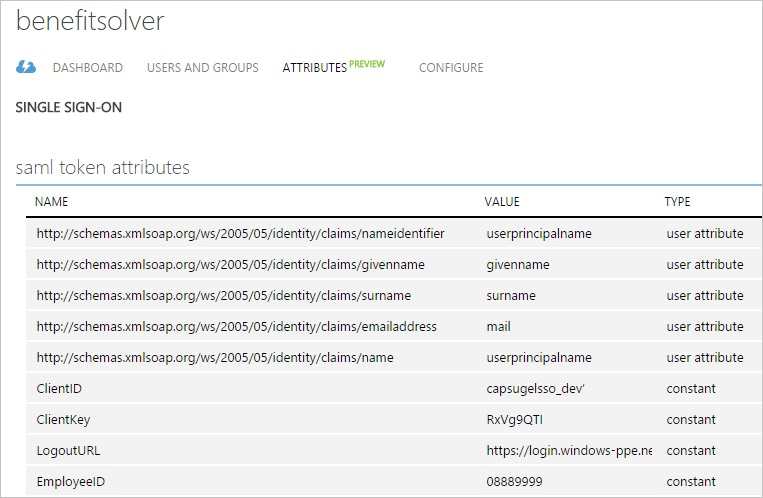 benefitsolver
DASHBOARD USERS AND GROUPS ATTRIBUTES PREVIEW CONFIGURE
SINGLE SIGN-ON
saml token attributes
NAME VALUE TYPE
http://schemas.xmlsoap.org/ws/2005/05/identity/claims/nameidentifier userprincipalname user attribute
http://schemas.xmlsoap.org/ws/2005/05/identity/claims/givenname givenname user attribute
http://schemas.xmlsoap.org/ws/2005/05/identity/claims/surname surname user attribute
http://schemas.xmlsoap.org/ws/2005/05/identity/claims/emailaddress mail user attribute
http://schemas.xmlsoap.org/ws/2005/05/identity/claims/name userprincipalname user attribute
ClientID capsugelsso_dev' constant
ClientKey RxVg9QTI constant
LogoutURL https://login.windows-ppe.ne constant
EmployeeID 08889999 constant